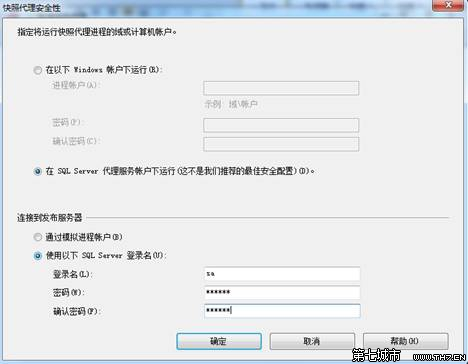 快照代理安全性
指定将运行快照代理进程的域或计算机帐户。
在以下 Windows 帐户下运行(R):
进程帐户(A):
示例: 域\帐户
密码(P):
确认密码(C):
在 SQL Server 代理服务帐户下运行(这不是我们推荐的最佳安全配置)(D)。
连接到发布服务器
通过模拟进程帐户(B)
使用以下 SQL Server 登录名(U):
登录名(L): sa
密码(W): ******
确认密码(F): ******
确定 取消 帮助(H)
第七城市 WWW.TH7.CN